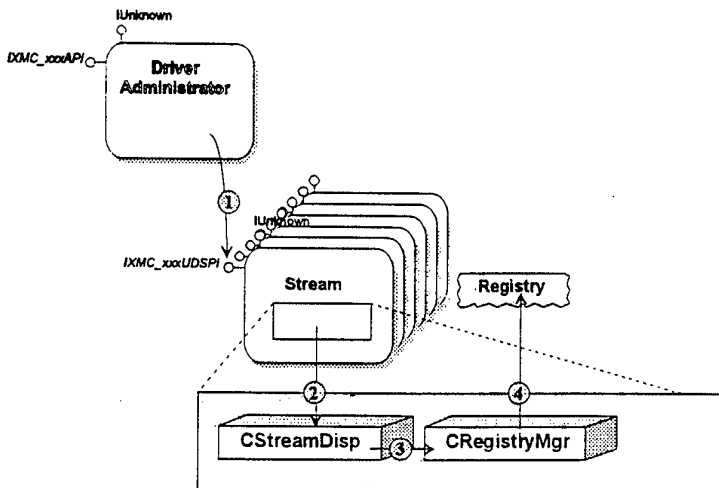 IUnknown
IXMC_xxxAPI
Driver
Administrator
1
IUnknown
IXMC_xxxUDSPI
Stream
Registry
2
4
CStreamDisp
3
CRegistryMgr